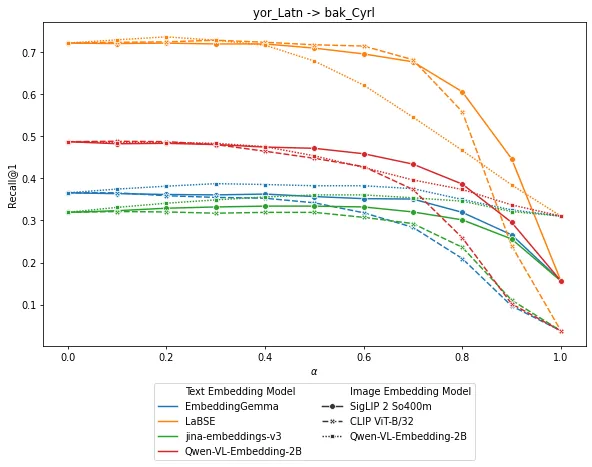 yor_Latn -> bak_Cyrl
Recall@1
0.7
0.6
0.5
0.4
0.3
0.2
0.1
0.0 0.2 0.4 0.6 0.8 1.0
α
Text Embedding Model
EmbeddingGemma
LaBSE
jina-embeddings-v3
Qwen-VL-Embedding-2B
Image Embedding Model
SigLIP 2 So400m
CLIP ViT-B/32
Qwen-VL-Embedding-2B